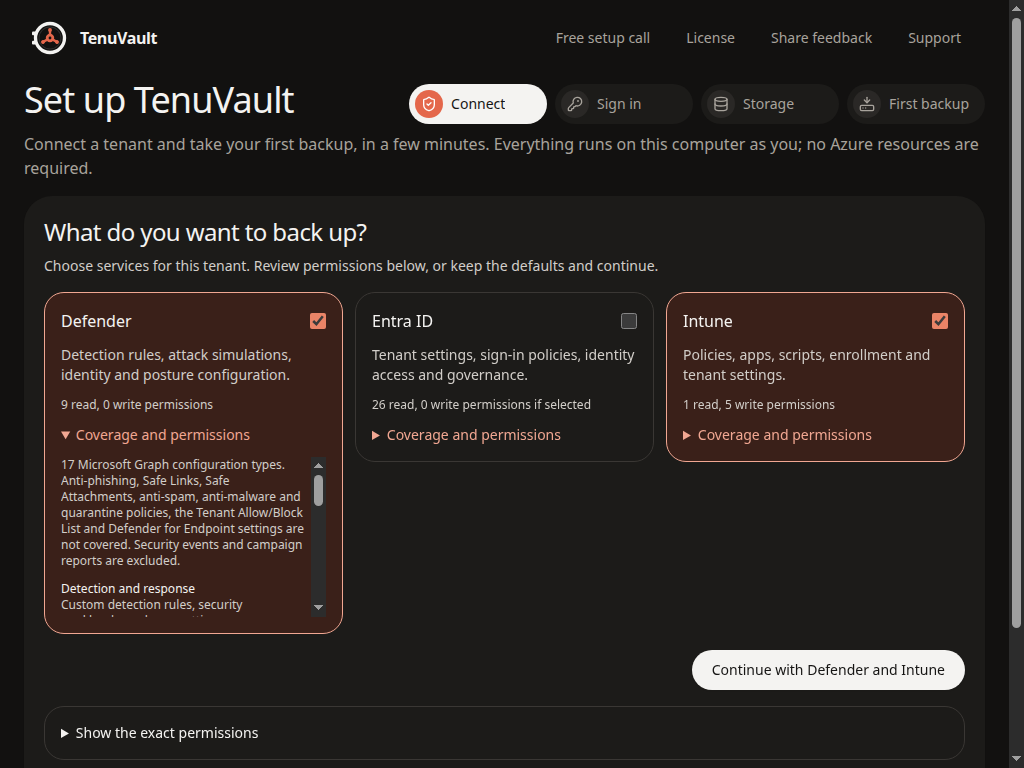 TenuVault
Free setup call
License
Share feedback
Support
Set up TenuVault
Connect
Sign in
Storage
First backup
Connect a tenant and take your first backup, in a few minutes. Everything runs on this computer as you; no Azure resources are
required.
What do you want to back up?
Choose services for this tenant. Review permissions below, or keep the defaults and continue.
Defender
Detection rules, attack simulations,
identity and posture configuration.
9 read, 0 write permissions
Coverage and permissions
17 Microsoft Graph configuration types.
Anti-phishing, Safe Links, Safe
Attachments, anti-spam, anti-malware and
quarantine policies, the Tenant Allow/Block
List and Defender for Endpoint settings are
not covered. Security events and campaign
reports are excluded.
Detection and response
Custom detection rules, security
Entra ID
Tenant settings, sign-in policies, identity
access and governance.
26 read, 0 write permissions if selected
Coverage and permissions
Intune
Policies, apps, scripts, enrollment and
tenant settings.
1 read, 5 write permissions
Coverage and permissions
Continue with Defender and Intune
Show the exact permissions